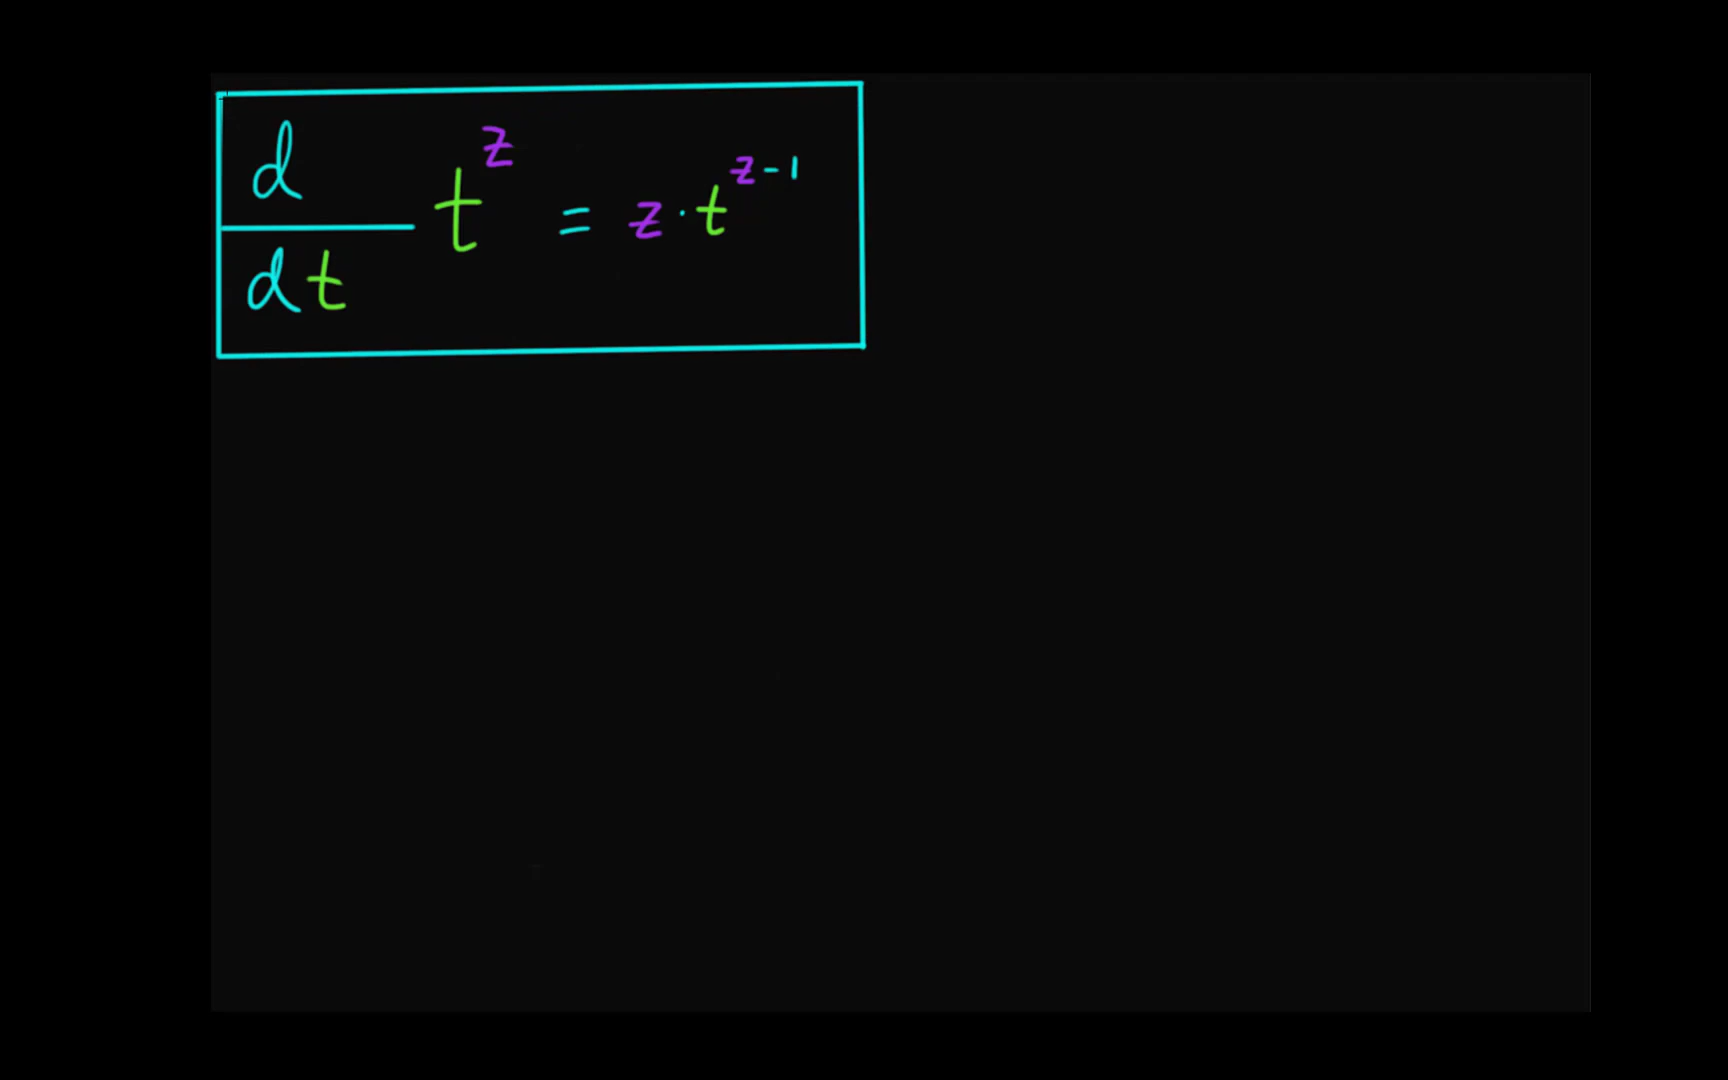 d/dt t^z = z · t^(z-1)